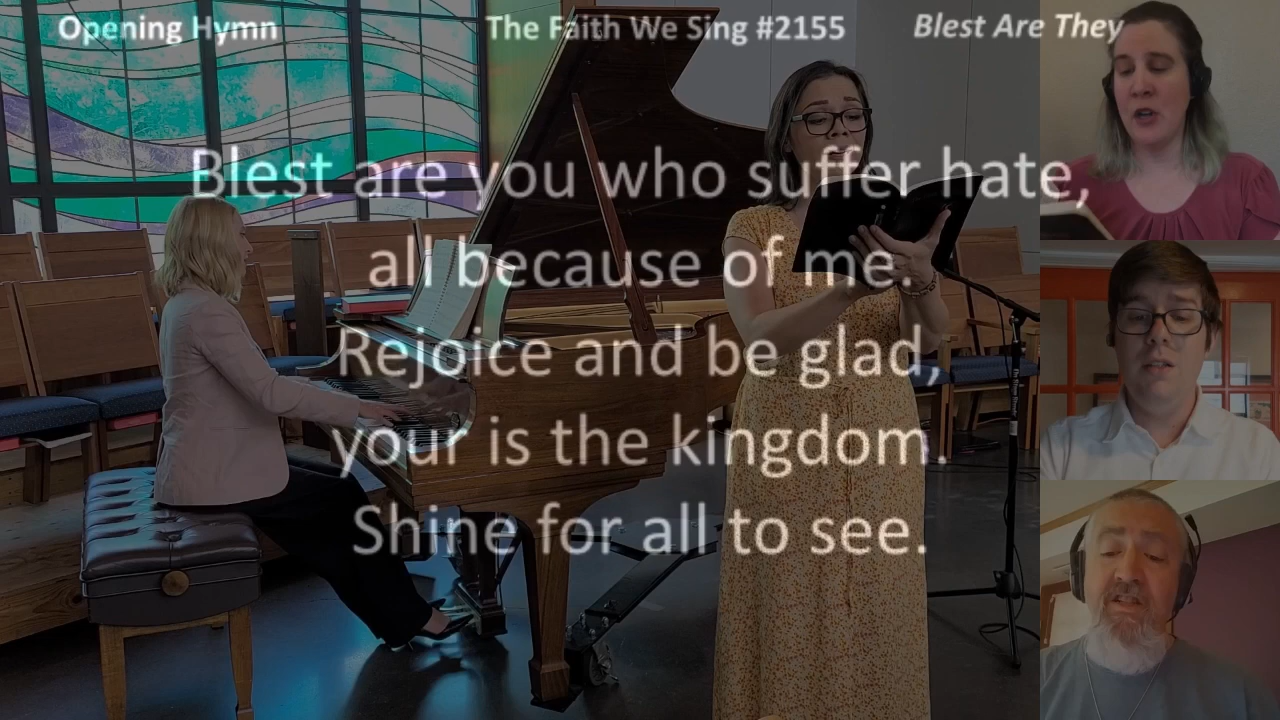 Opening Hymn The Faith We Sing #2155 Blest Are They
Blest are you who suffer hate,
all because of me.
Rejoice and be glad,
your is the kingdom.
Shine for all to see.